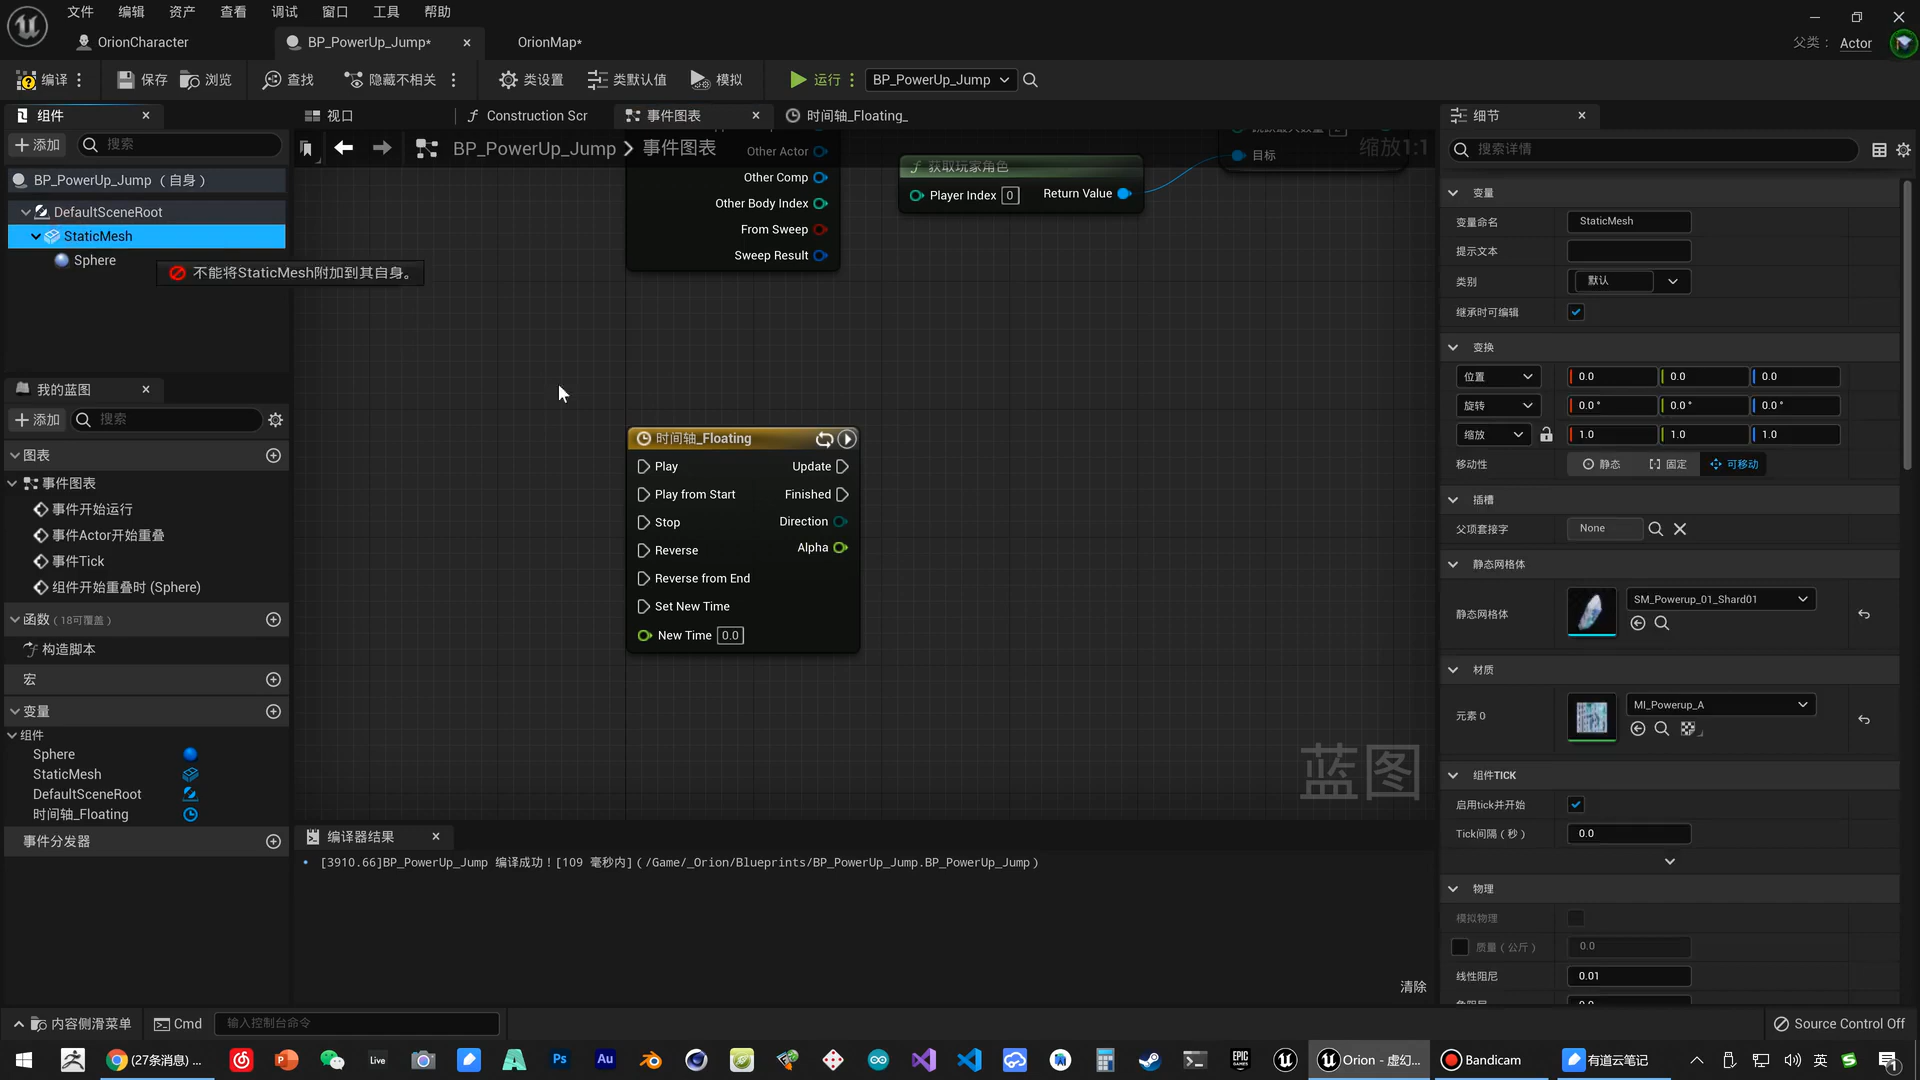 文件 编辑 资产 查看 调试 窗口 工具 帮助
OrionCharacter
BP_PowerUp_Jump*
OrionMap*
父类： Actor
编译
保存
浏览
查找
隐藏不相关
类设置
类默认值
模拟
运行
BP_PowerUp_Jump
组件
视口
Construction Scr
事件图表
时间轴_Floating_
细节
添加
搜索
BP_PowerUp_Jump > 事件图表
缩放1:1
搜索详情
BP_PowerUp_Jump （自身）
DefaultSceneRoot
StaticMesh
Sphere
不能将StaticMesh附加到其自身。
Other Actor
Other Comp
Other Body Index
From Sweep
Sweep Result
获取玩家角色
Player Index 0
Return Value
目标
时间轴_Floating
Play
Update
Play from Start
Finished
Stop
Direction
Reverse
Alpha
Reverse from End
Set New Time
New Time 0.0
蓝图
我的蓝图
添加
搜索
图表
事件图表
事件开始运行
事件Actor开始重叠
事件Tick
组件开始重叠时 (Sphere)
函数（18可覆盖）
构造脚本
宏
变量
组件
Sphere
StaticMesh
DefaultSceneRoot
时间轴_Floating
事件分发器
编译器结果
[3910.66]BP_PowerUp_Jump 编译成功！[109 毫秒内]（/Game/_Orion/Blueprints/BP_PowerUp_Jump.BP_PowerUp_Jump）
清除
变量
变量命名 StaticMesh
提示文本
类别 默认
继承时可编辑
变换
位置 0.0 0.0 0.0
旋转 0.0° 0.0° 0.0°
缩放 1.0 1.0 1.0
移动性 静态 固定 可移动
插槽
父项套接字 None
静态网格体
静态网格体 SM_Powerup_01_Shard01
材质
元素 0 MI_Powerup_A
组件TICK
启用tick并开始
Tick间隔（秒） 0.0
物理
模拟物理
质量（公斤） 0.0
线性阻尼 0.01
内容侧滑菜单
Cmd
输入控制台命令
Source Control Off
(27条消息) ...
Live
Ps
Au
EPIC GAMES
Orion - 虚幻...
Bandicam
有道云笔记
英